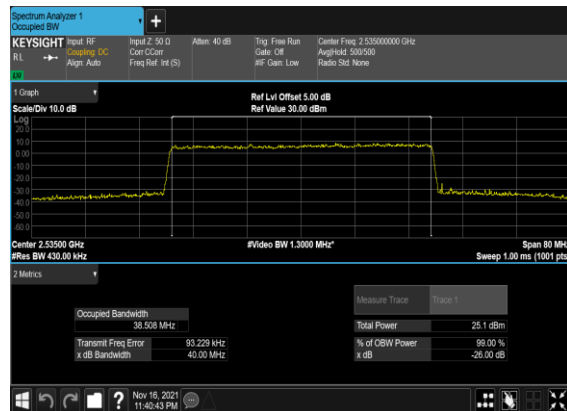 Spectrum Analyzer 1
Occupied BW
+
KEYSIGHT Input: RF Input Z: 50 Ω Atten: 40 dB Trig: Free Run Center Freq: 2.535000000 GHz
RL Coupling: DC Corr CCorr Gate: Off Avg|Hold: 500/500
Align: Auto Freq Ref: Int (S) #IF Gain: Low Radio Std: None
LW
1 Graph Ref Lvl Offset 5.00 dB
Scale/Div 10.0 dB Ref Value 30.00 dBm
Log
20.0
10.0
0.00
-10.0
-20.0
-30.0
-40.0
-50.0
-60.0
Center 2.53500 GHz #Video BW 1.3000 MHz* Span 80 MHz
#Res BW 430.00 kHz Sweep 1.00 ms (1001 pts
2 Metrics
Measure Trace Trace 1
Occupied Bandwidth
38.508 MHz Total Power 25.1 dBm
Transmit Freq Error 93.229 kHz % of OBW Power 99.00 %
x dB Bandwidth 40.00 MHz x dB -26.00 dB
? Nov 16, 2021
11:40:43 PM